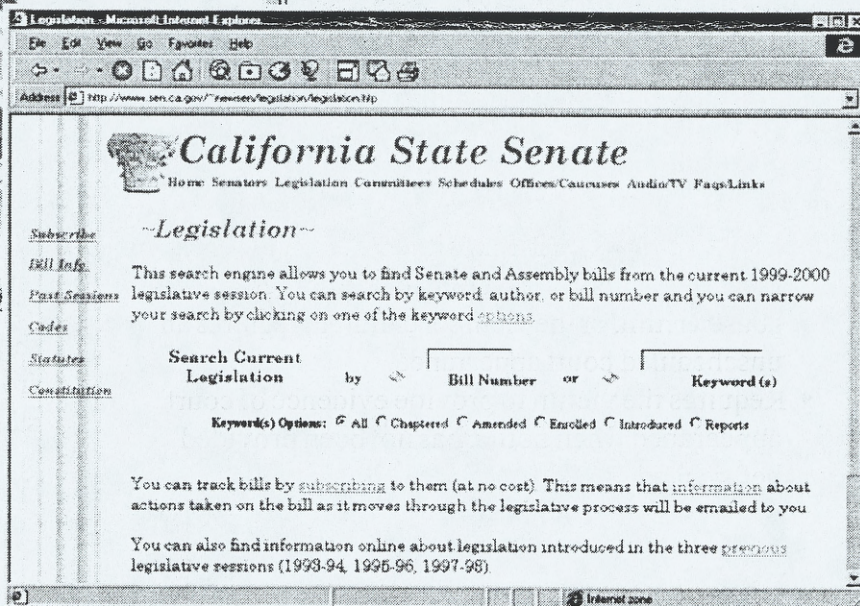 Legislation - Microsoft Internet Explorer
File Edit View Go Favorites Help
Address http://www.sen.ca.gov/~newsen/legislation/legislation.htp
California State Senate
Home Senators Legislation Committees Schedules Offices/Caucuses Audio/TV Faqs/Links
Subscribe
Bill Info
Past Sessions
Codes
Statutes
Constitution
~Legislation~
This search engine allows you to find Senate and Assembly bills from the current 1999-2000
legislative session. You can search by keyword, author, or bill number and you can narrow
your search by clicking on one of the keyword options.
Search Current
Legislation by Bill Number or Keyword(s)
Keyword(s) Options: All Chaptered Amended Enrolled Introduced Reports
You can track bills by subscribing to them (at no cost). This means that information about
actions taken on the bill as it moves through the legislative process will be emailed to you
You can also find information online about legislation introduced in the three previous
legislative sessions (1993-94, 1995-96, 1997-98).
Internet zone